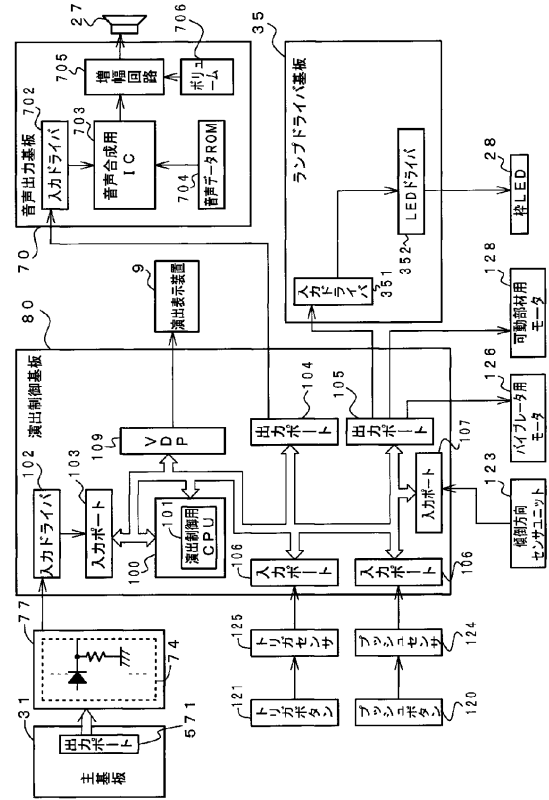 31
主基板
出力ポート
571
77
74
80
演出制御基板
102
入力ドライバ
103
入力ポート
109
VDP
100
101
演出制御用
CPU
106
入力ポート
入力ポート
106
104
出力ポート
105
出力ポート
107
入力ポート
121
トリガボタン
125
トリガセンサ
120
プッシュボタン
124
プッシュセンサ
9
演出表示装置
70
音声出力基板
702
入力ドライバ
703
音声合成用
IC
704
音声データROM
705
増幅
回路
706
ボリュ
ーム
27
35
ランプドライバ基板
入力ドライバ
351
LEDドライバ
352
28
枠LED
128
可動部材用
モータ
126
バイブレータ用
モータ
123
傾倒方向
センサユニット